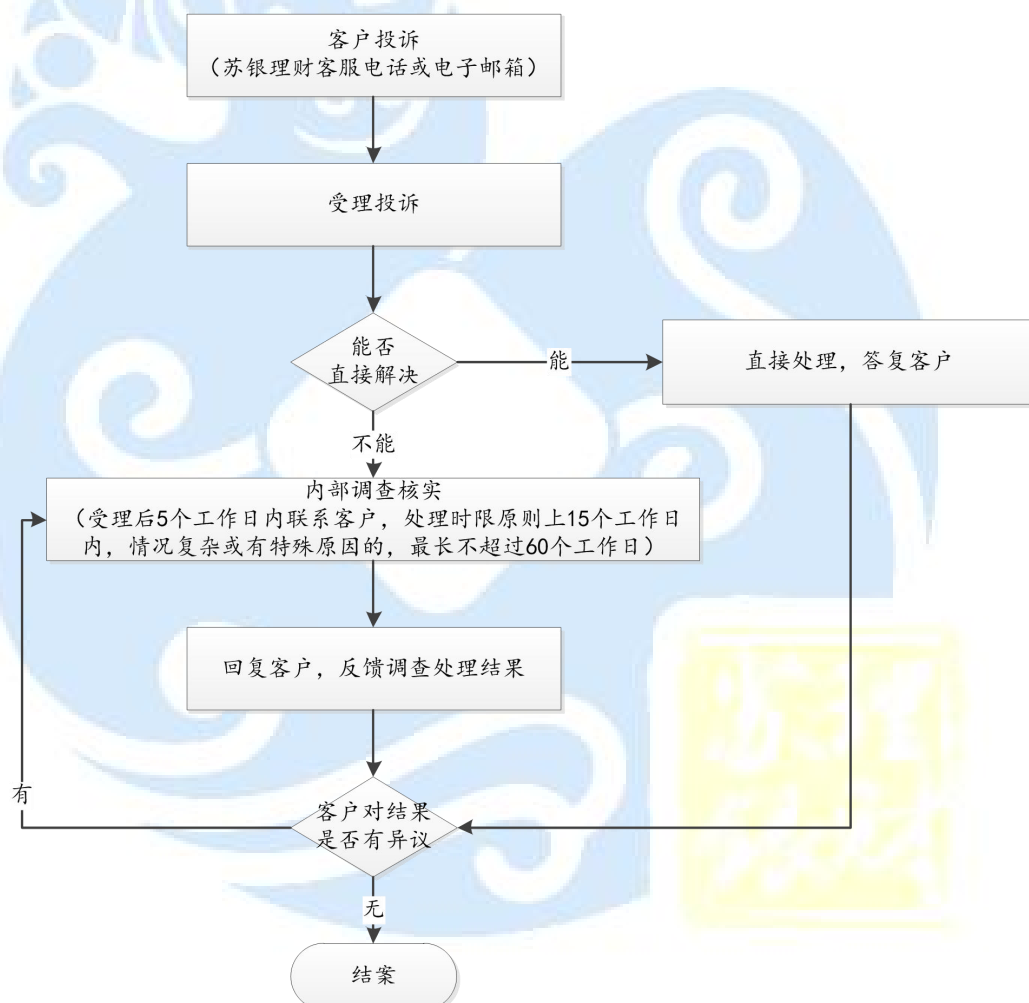 客户投诉
（苏银理财客服电话或电子邮箱）
受理投诉
能否
直接解决
能
直接处理，答复客户
不能
内部调查核实
（受理后5个工作日内联系客户，处理时限原则上15个工作日
内，情况复杂或有特殊原因的，最长不超过60个工作日）
回复客户，反馈调查处理结果
有
客户对结果
是否有异议
无
结案